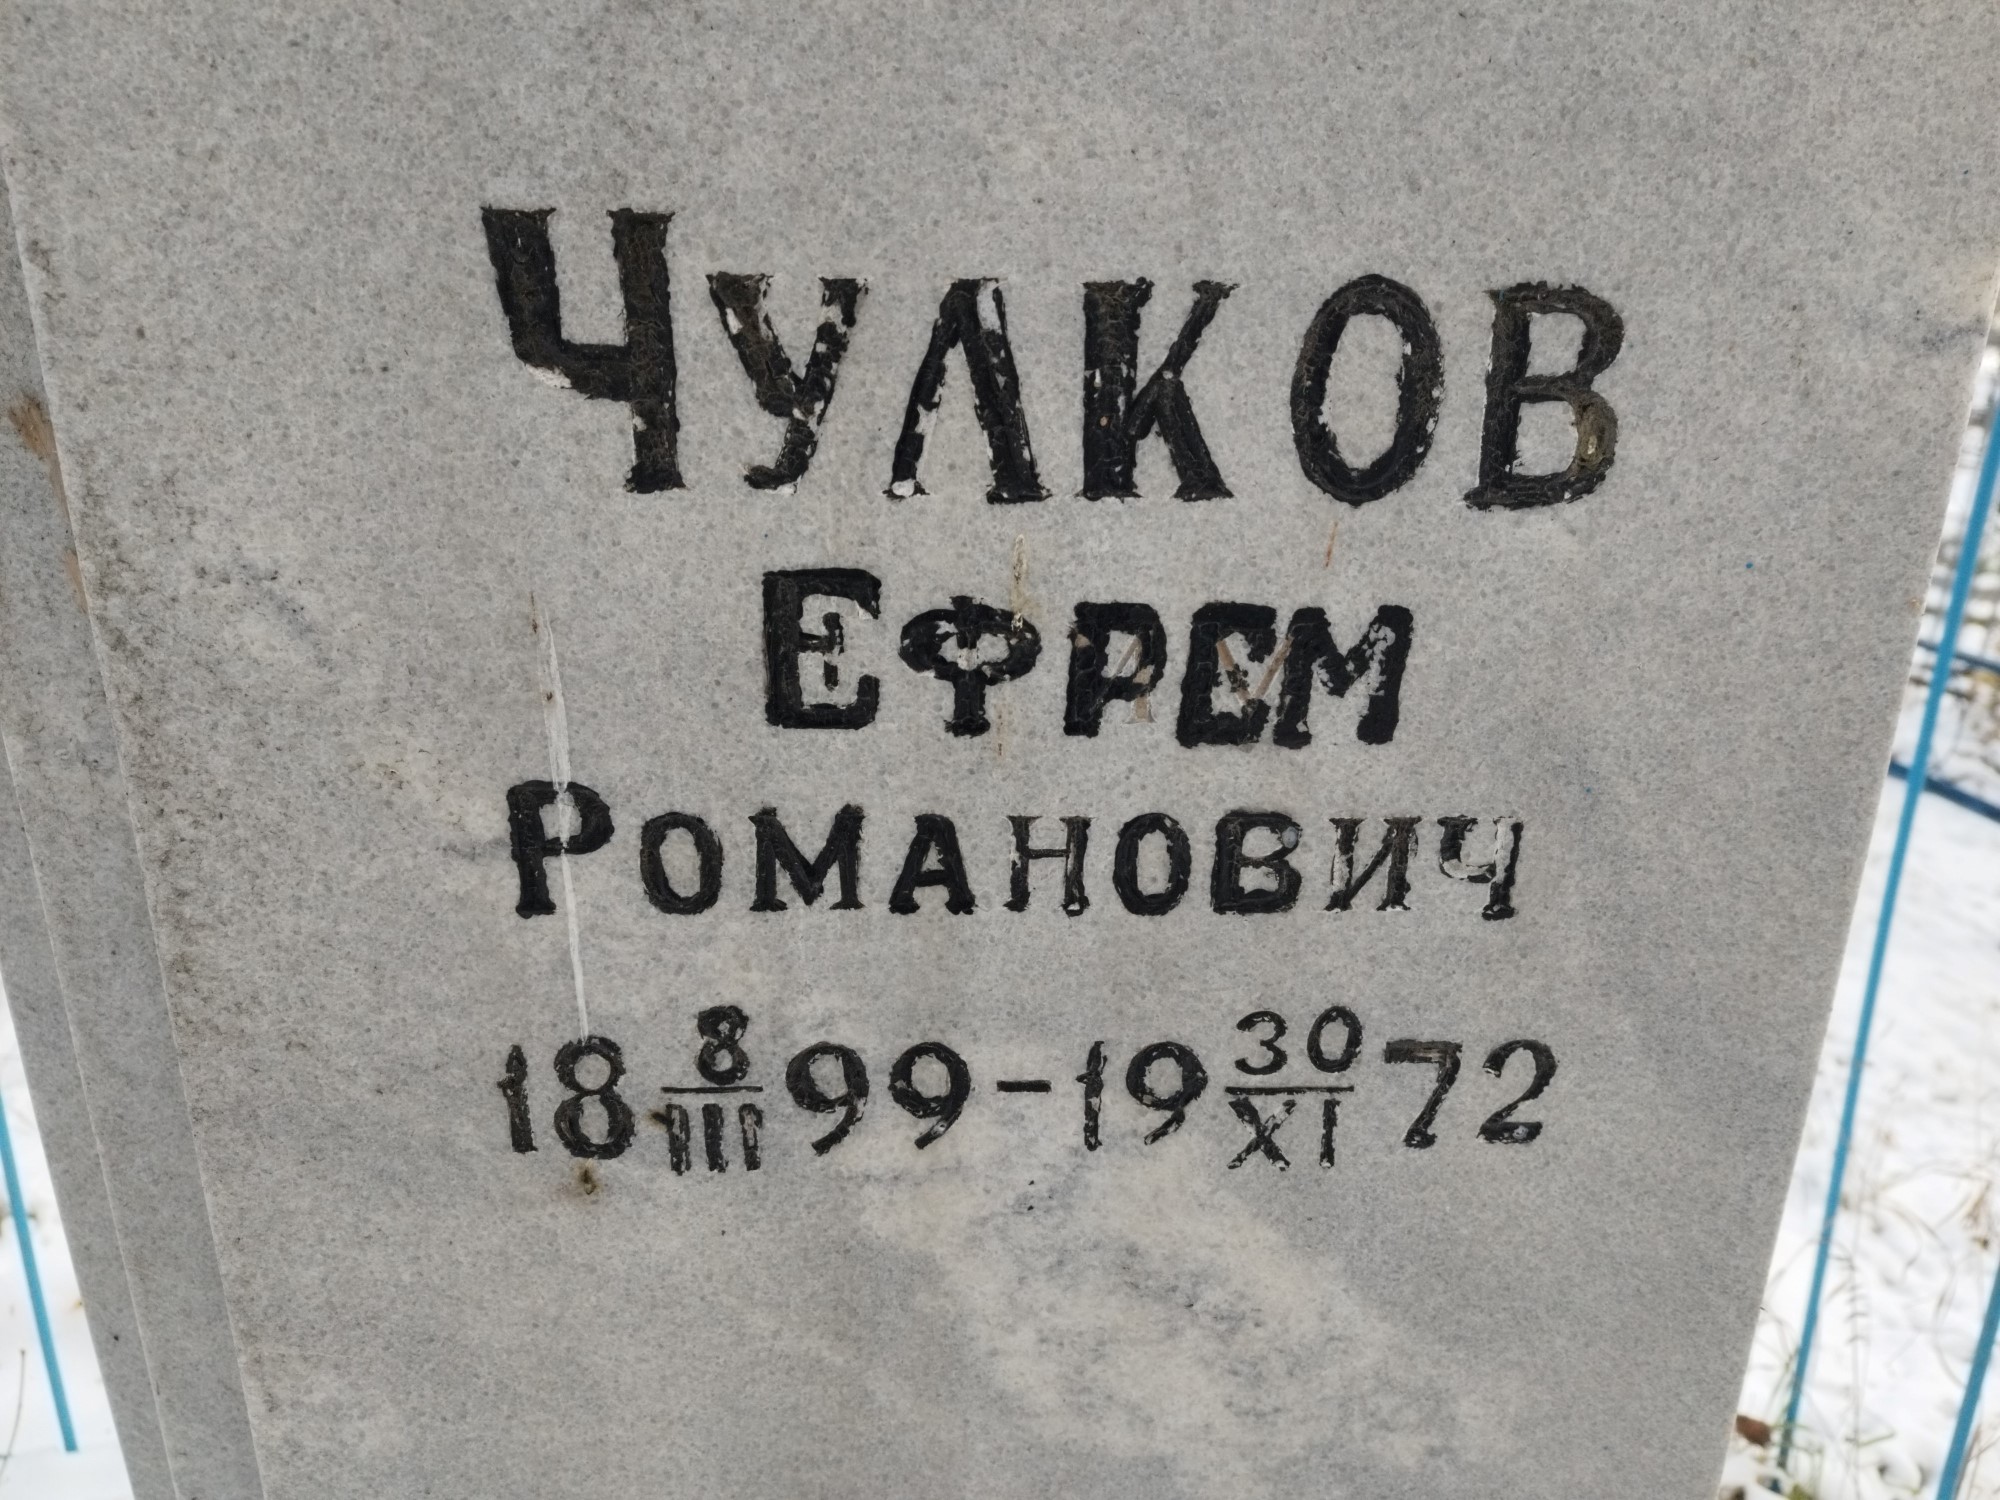 Чулков
Ефрем
Романович
18 8/III 99 - 19 30/XI 72